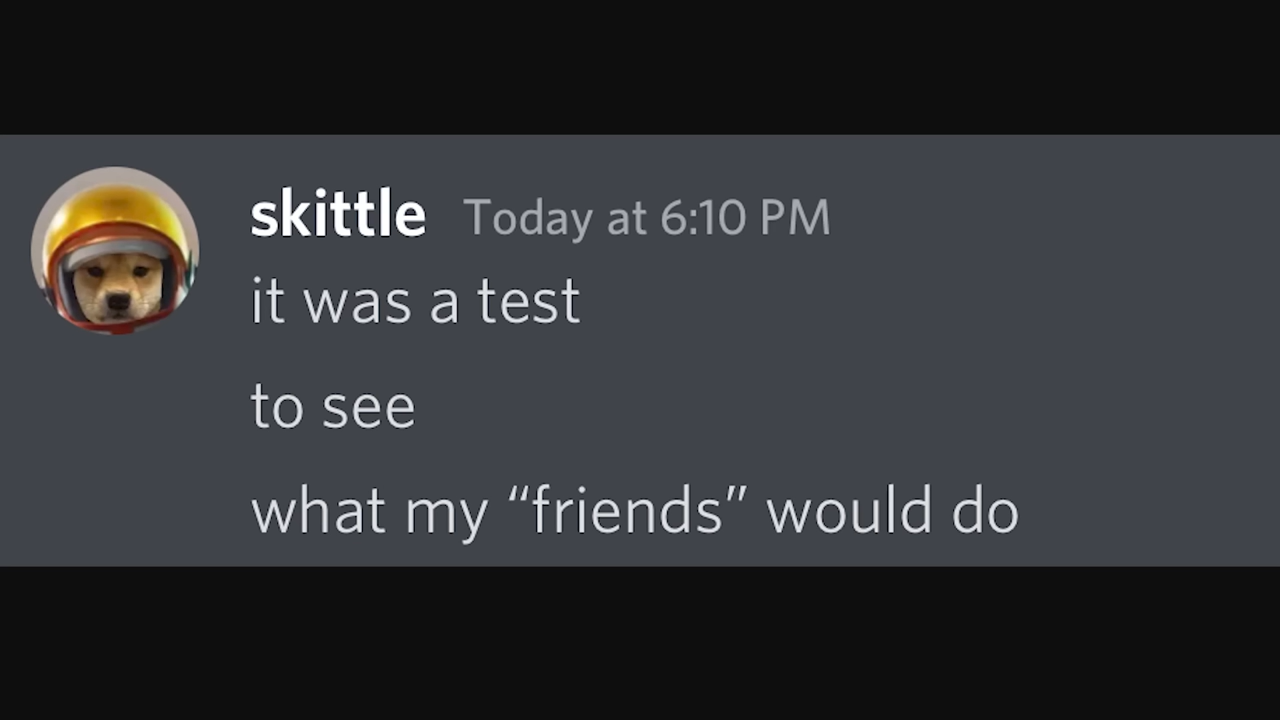 skittle Today at 6:10 PM
it was a test
to see
what my “friends” would do